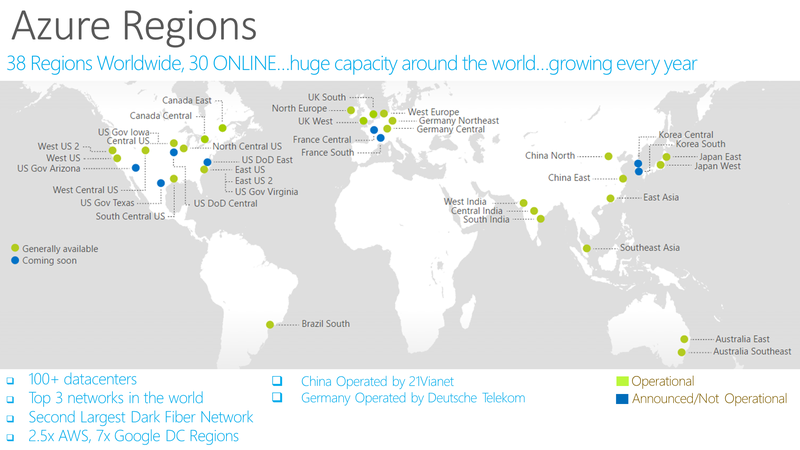 Azure Regions
38 Regions Worldwide, 30 ONLINE...huge capacity around the world...growing every year
Canada East
Canada Central
US Gov Iowa
Central US
West US 2
West US
US Gov Arizona
West Central US
US Gov Texas
South Central US
North Central US
US DoD East
East US
East US 2
US Gov Virginia
US DoD Central
UK South
North Europe
UK West
France Central
France South
West Europe
Germany Northeast
Germany Central
Korea Central
Korea South
China North
Japan East
Japan West
China East
East Asia
West India
Central India
South India
Southeast Asia
Generally available
Coming soon
Brazil South
Australia East
Australia Southeast
100+ datacenters
Top 3 networks in the world
Second Largest Dark Fiber Network
2.5x AWS, 7x Google DC Regions
China Operated by 21Vianet
Germany Operated by Deutsche Telekom
Operational
Announced/Not Operational